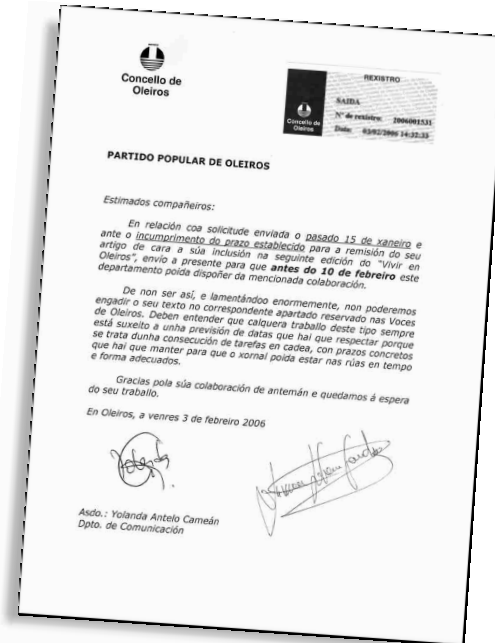 Concello de
Oleiros
REXISTRO
Concello de
Oleiros
SAIDA
Nº de rexistro: 2006001531
Data: 03/02/2006 14:32:33
PARTIDO POPULAR DE OLEIROS
Estimados compañeiros:
En relación coa solicitude enviada o pasado 15 de xaneiro e
ante o incumprimento do prazo establecido para a remisión do seu
artigo de cara a súa inclusión na seguinte edición do "Vivir en
Oleiros", envío a presente para que antes do 10 de febreiro este
departamento poida dispoñer da mencionada colaboración.
De non ser así, e lamentándoo enormemente, non poderemos
engadir o seu texto no correspondente apartado reservado nas Voces
de Oleiros. Deben entender que calquera traballo deste tipo sempre
está suxeito a unha previsión de datas que hai que respectar porque
se trata dunha consecución de tarefas en cadea, con prazos concretos
que hai que manter para que o xornal poida estar nas rúas en tempo
e forma adecuados.
Gracias pola súa colaboración de antemán e quedamos á espera
do seu traballo.
En Oleiros, a venres 3 de febreiro 2006
Asdo.: Yolanda Antelo Cameán
Dpto. de Comunicación